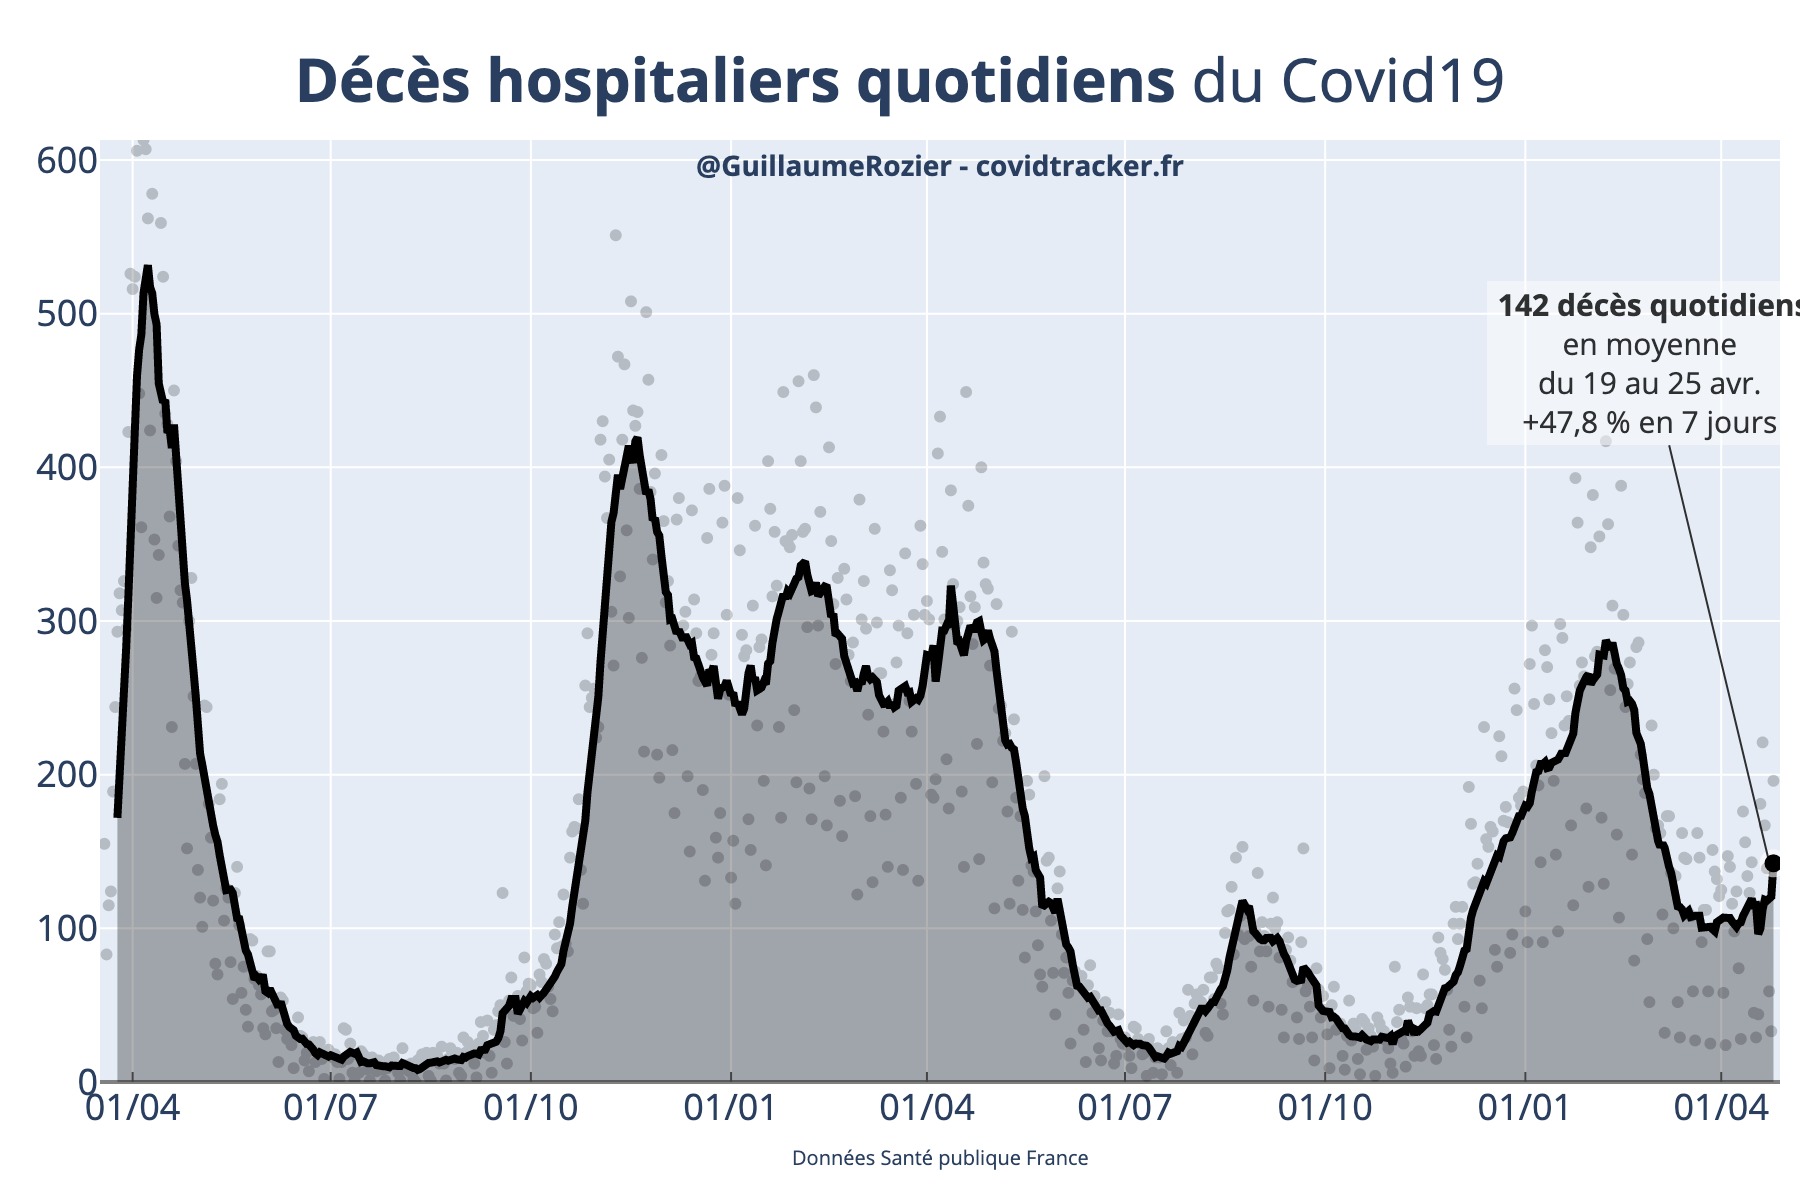 Décès hospitaliers quotidiens du Covid19
@GuillaumeRozier - covidtracker.fr
600
500
400
300
200
100
0
142 décès quotidiens
en moyenne
du 19 au 25 avr.
+47,8 % en 7 jours
01/04 01/07 01/10 01/01 01/04 01/07 01/10 01/01 01/04
Données Santé publique France